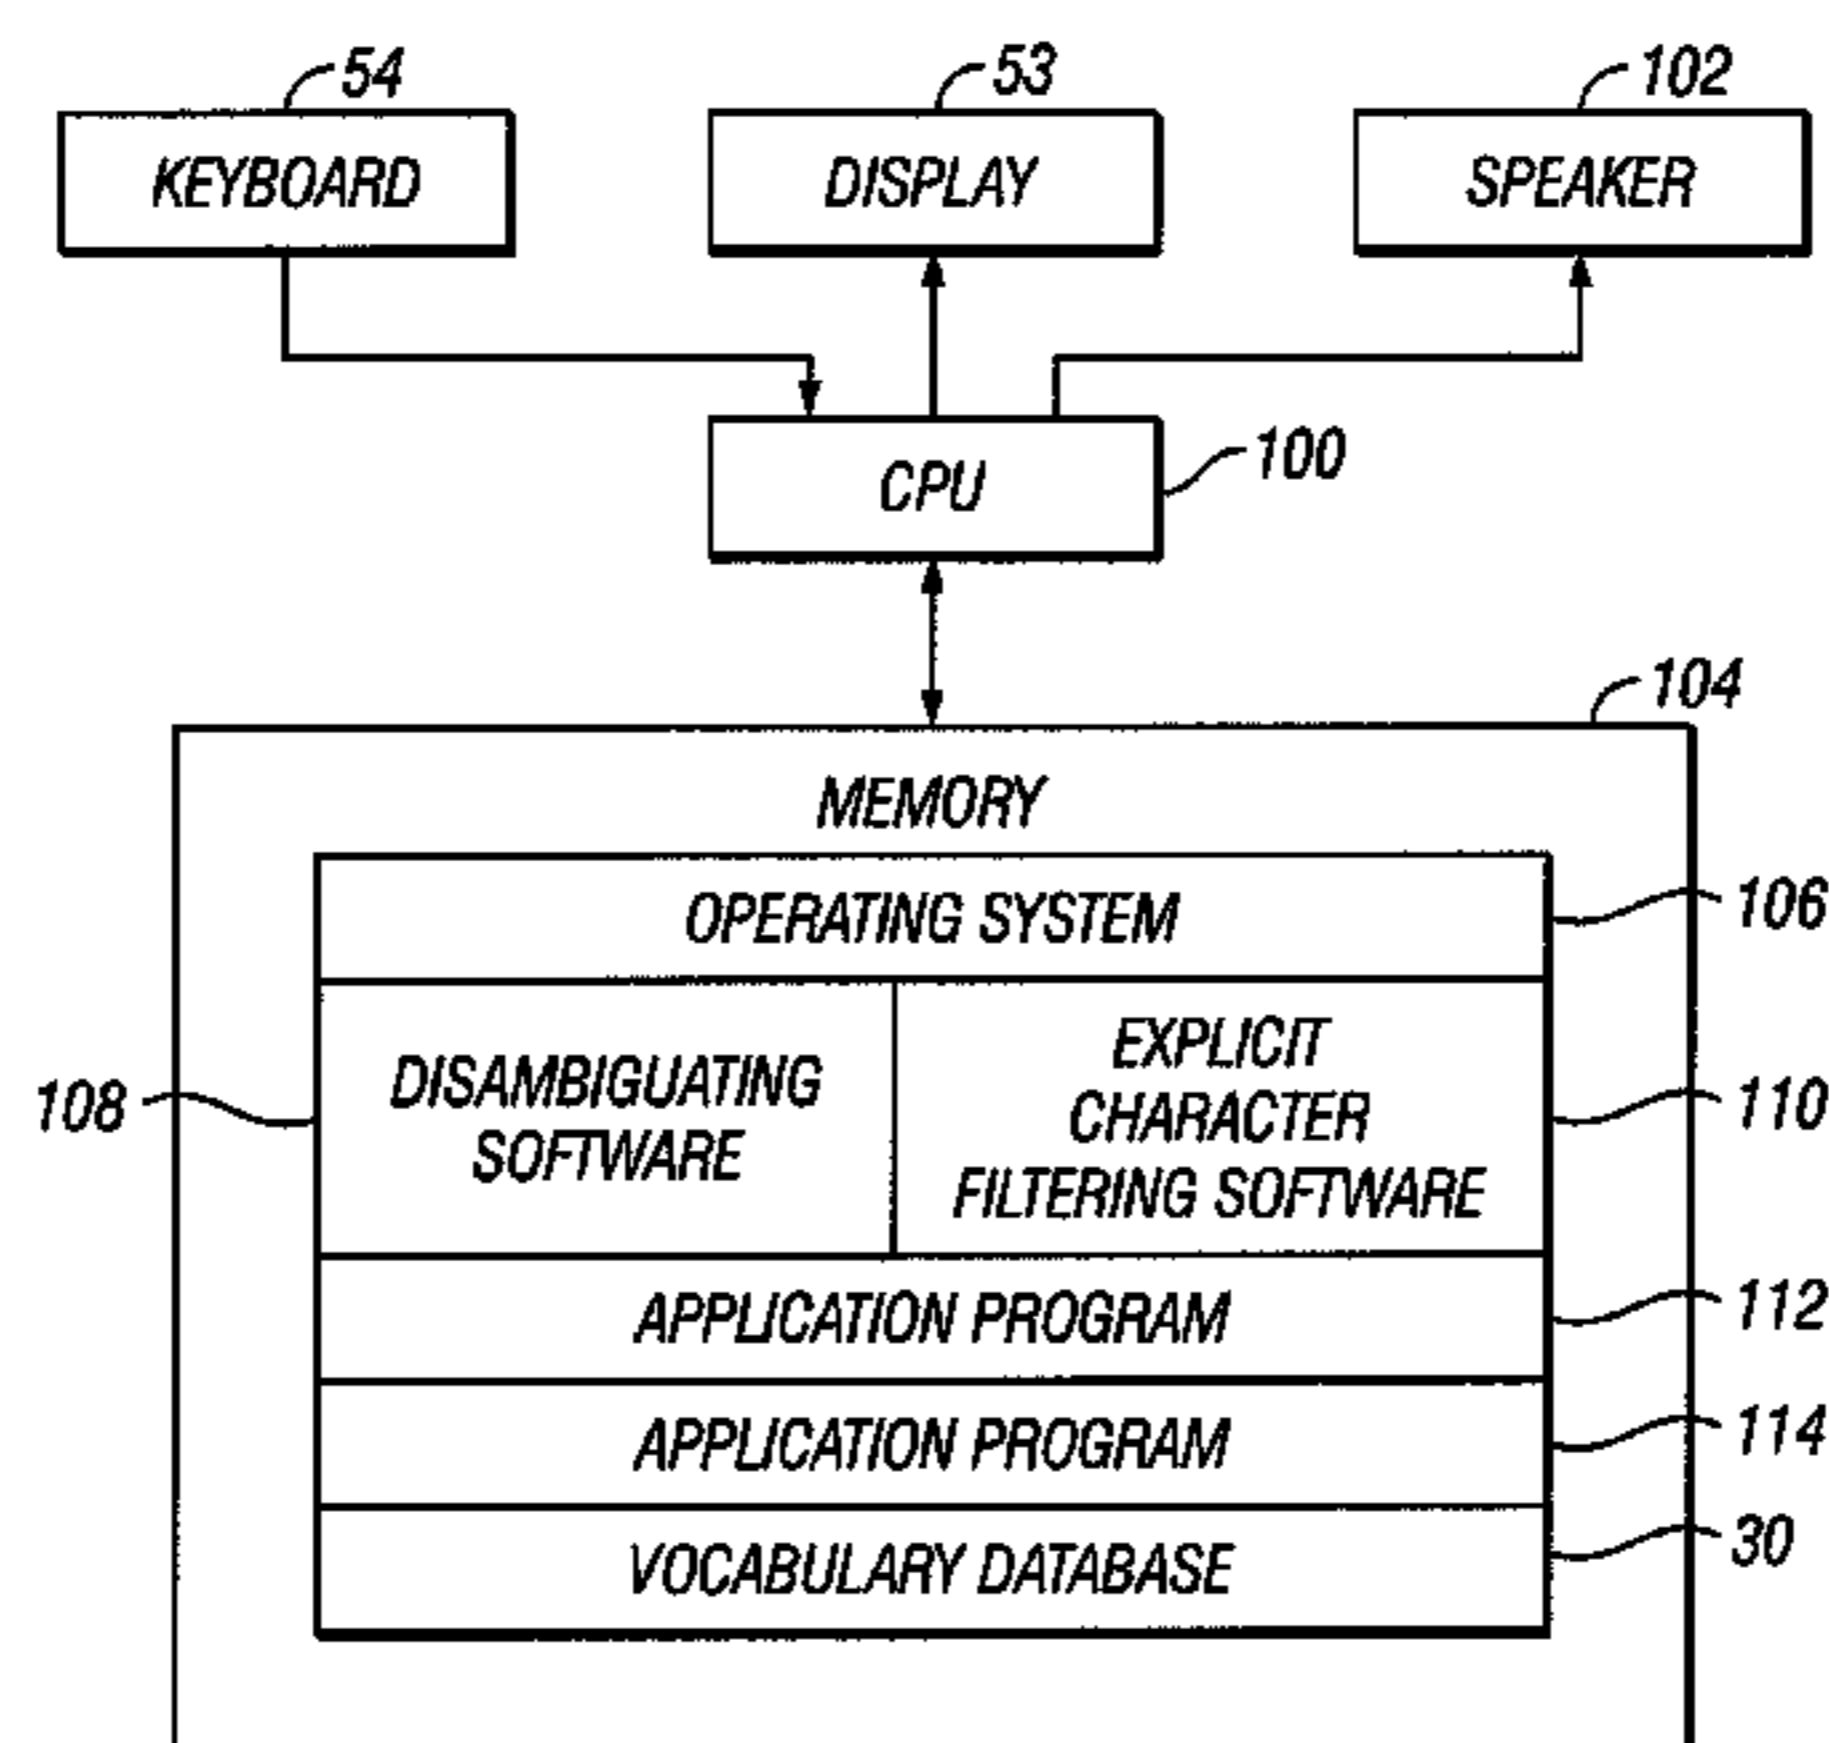 54
53
102
KEYBOARD
DISPLAY
SPEAKER
CPU
100
104
MEMORY
OPERATING SYSTEM
106
108
DISAMBIGUATING
SOFTWARE
EXPLICIT
CHARACTER
FILTERING SOFTWARE
110
APPLICATION PROGRAM
112
APPLICATION PROGRAM
114
VOCABULARY DATABASE
30